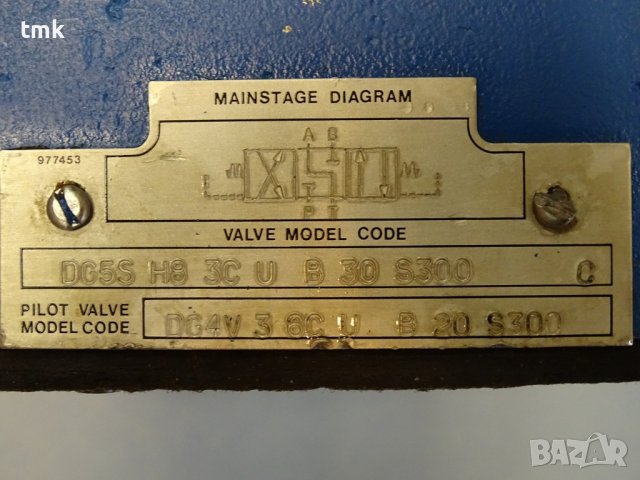 tmk
MAINSTAGE DIAGRAM
977453
A B
P T
VALVE MODEL CODE
DG5S H8 3C U B 30 S300 C
PILOT VALVE
MODEL CODE
DG4V 3 6C U B 20 S300
BAZAR